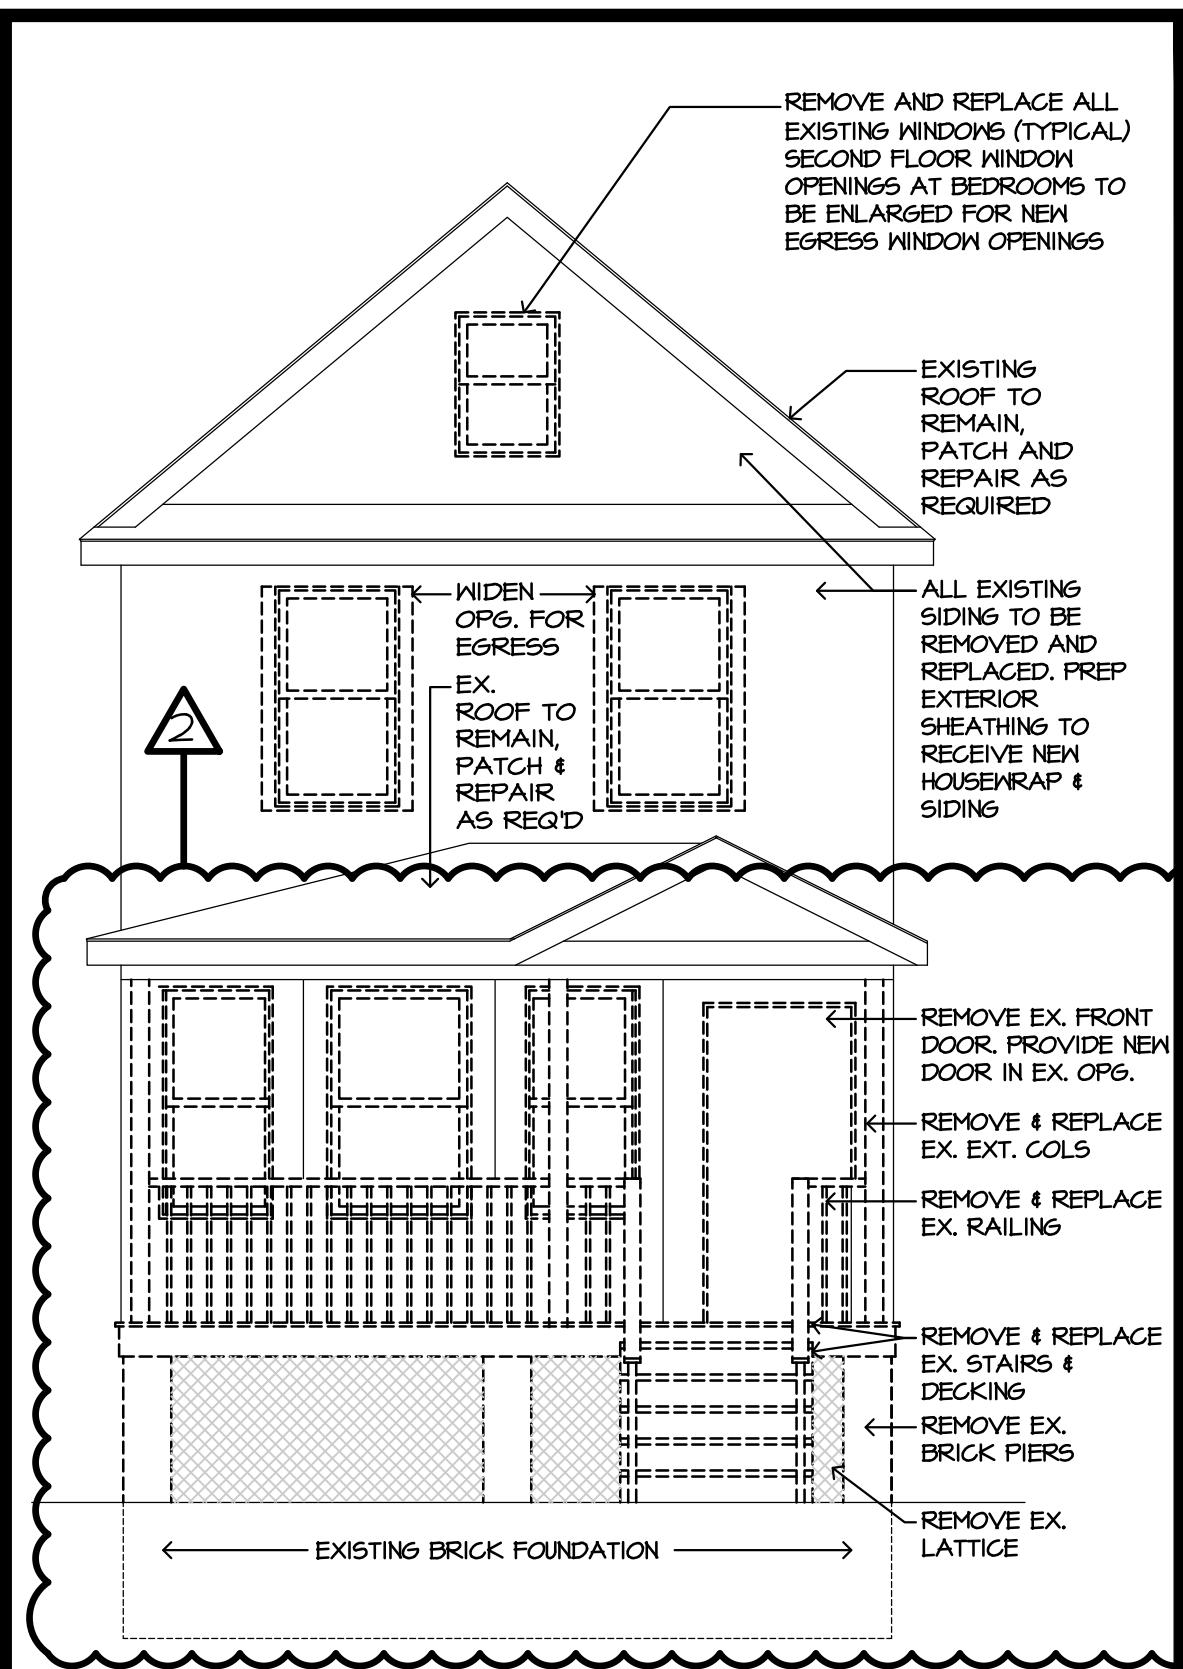 REMOVE AND REPLACE ALL
EXISTING WINDOWS (TYPICAL)
SECOND FLOOR WINDOW
OPENINGS AT BEDROOMS TO
BE ENLARGED FOR NEW
EGRESS WINDOW OPENINGS
EXISTING
ROOF TO
REMAIN,
PATCH AND
REPAIR AS
REQUIRED
WIDEN
OPG. FOR
EGRESS
ALL EXISTING
SIDING TO BE
REMOVED AND
REPLACED. PREP
EXTERIOR
SHEATHING TO
RECEIVE NEW
HOUSEWRAP &
SIDING
EX.
ROOF TO
REMAIN,
PATCH &
REPAIR
AS REQ'D
2
REMOVE EX. FRONT
DOOR. PROVIDE NEW
DOOR IN EX. OPG.
REMOVE & REPLACE
EX. EXT. COLS
REMOVE & REPLACE
EX. RAILING
REMOVE & REPLACE
EX. STAIRS &
DECKING
REMOVE EX.
BRICK PIERS
REMOVE EX.
LATTICE
EXISTING BRICK FOUNDATION